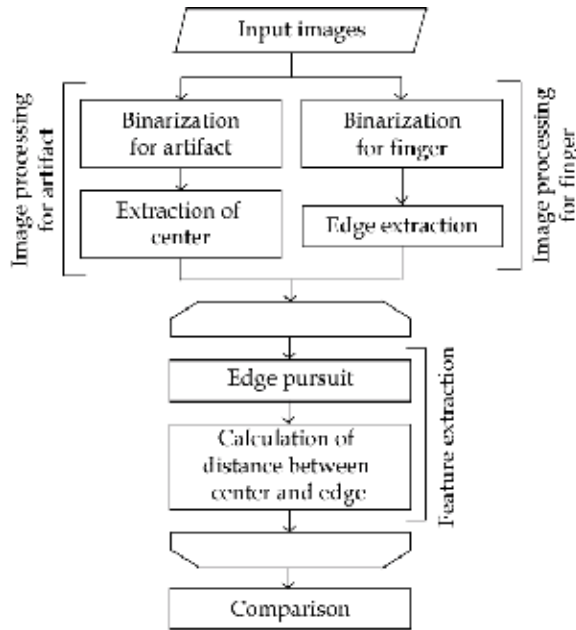 Input images
Image processing
for artifact
Binarization
for artifact
Extraction of
center
Binarization
for finger
Edge extraction
Image processing
for finger
Edge pursuit
Calculation of
distance between
center and edge
Feature extraction
Comparison